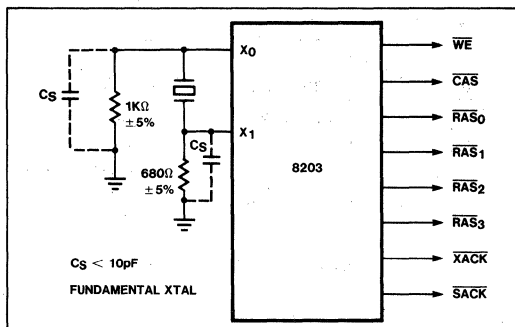 X0
WE
CAS
CS
1KΩ
±5%
X1
RAS0
CS
RAS1
680Ω
±5%
8203
RAS2
RAS3
CS < 10pF
XACK
FUNDAMENTAL XTAL
SACK